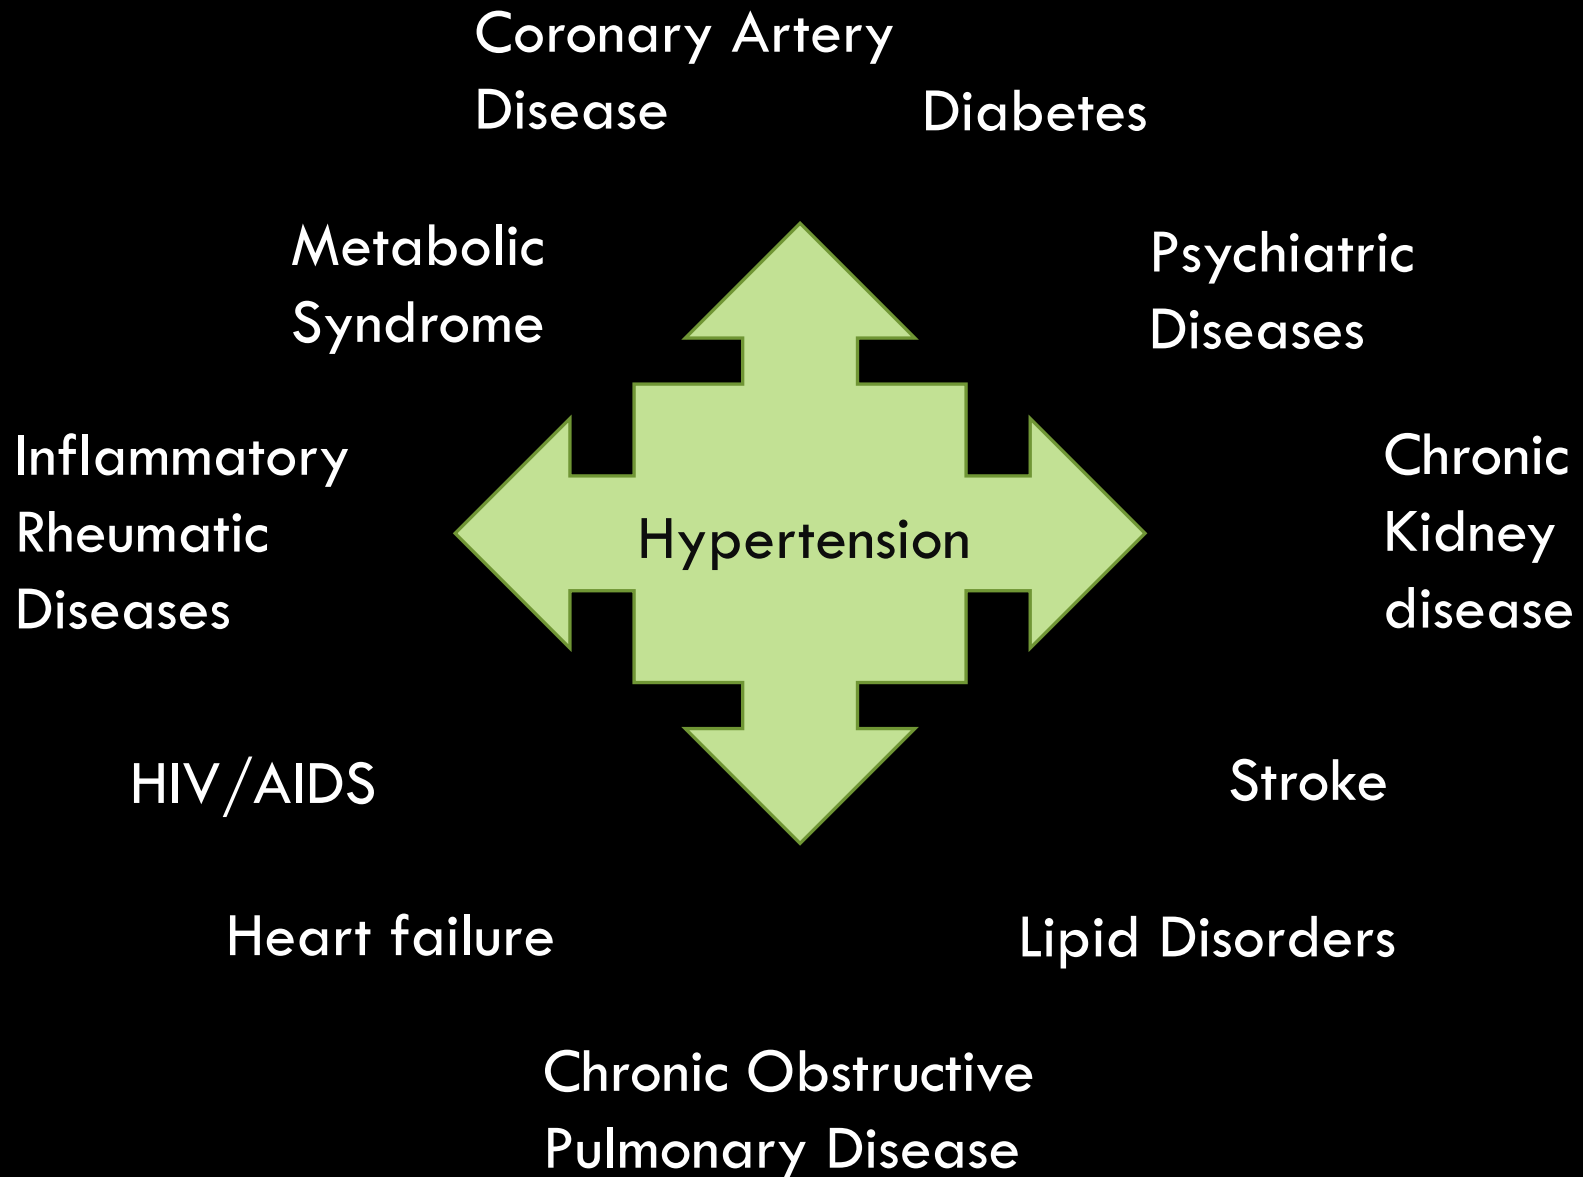 Coronary Artery
Disease
Diabetes
Metabolic
Syndrome
Psychiatric
Diseases
Inflammatory
Rheumatic
Diseases
Hypertension
Chronic
Kidney
disease
HIV/AIDS
Stroke
Heart failure
Lipid Disorders
Chronic Obstructive
Pulmonary Disease